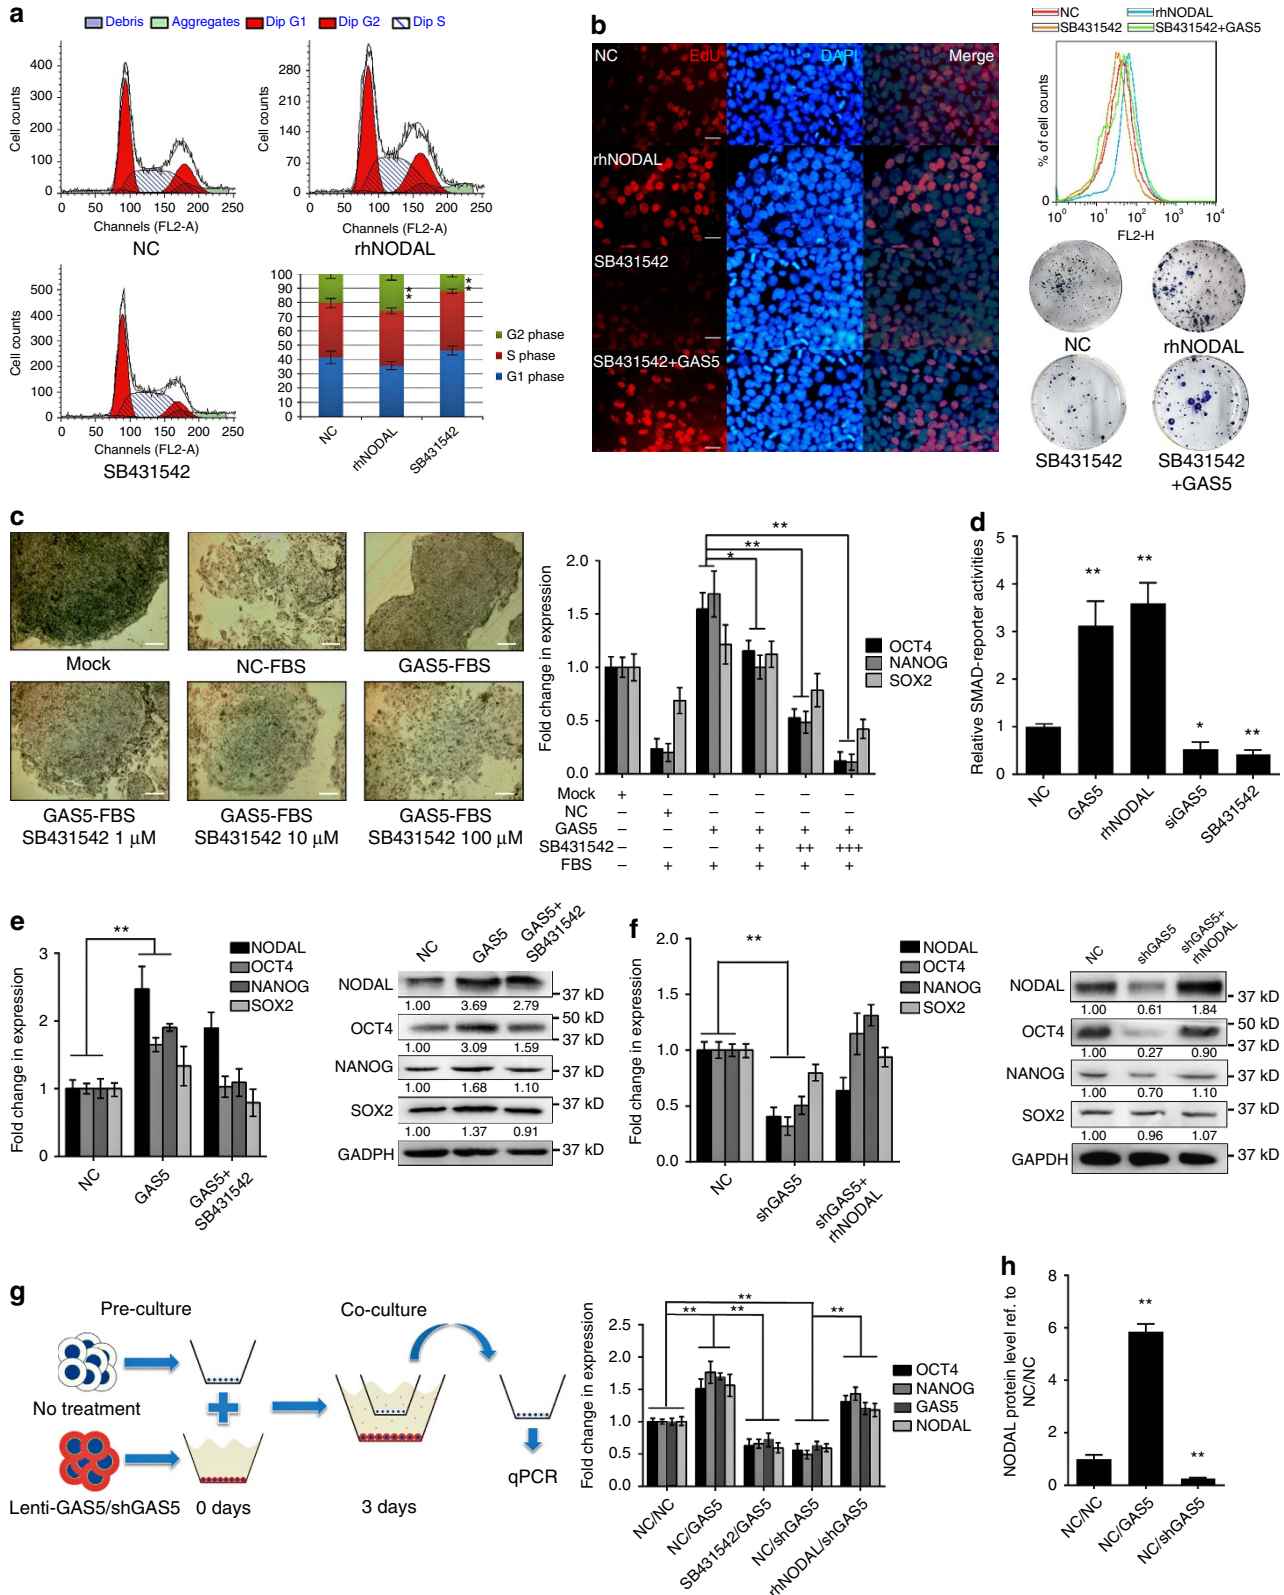 a
Debris Aggregates Dip G1 Dip G2 Dip S
Cell counts
400
300
200
100
0
0 50 100 150 200 250
Channels (FL2-A)
NC
Cell counts
280
210
140
70
0
0 50 100 150 200 250
Channels (FL2-A)
rhNODAL
Cell counts
500
400
300
200
100
0
0 50 100 150 200 250
Channels (FL2-A)
SB431542
100
90
80
70
60
50
40
30
20
10
0
**
**
G2 phase
S phase
G1 phase
NC
rhNODAL
SB431542
b
NC EdU DAPI Merge
rhNODAL
SB431542
SB431542+GAS5
NC rhNODAL
SB431542 SB431542+GAS5
% of cell counts
0
10⁰ 10¹ 10² 10³ 10⁴
FL2-H
NC rhNODAL
SB431542 SB431542
+GAS5
c
Mock NC-FBS GAS5-FBS
GAS5-FBS GAS5-FBS GAS5-FBS
SB431542 1 μM SB431542 10 μM SB431542 100 μM
Fold change in expression
2.0
1.5
1.0
0.5
0.0
**
**
*
OCT4
NANOG
SOX2
Mock + – – – – –
NC – + – – – –
GAS5 – – + + + +
SB431542 – – – + ++ +++
FBS – + + + + +
d
Relative SMAD-reporter activities
5
4
3
2
1
0
** ** * **
NC
GAS5
rhNODAL
siGAS5
SB431542
e
Fold change in expression
3
2
1
0
**
NODAL
OCT4
NANOG
SOX2
NC
GAS5
GAS5+
SB431542
NC GAS5 GAS5+
SB431542
NODAL
37 kD
1.00 3.69 2.79
50 kD
OCT4
37 kD
1.00 3.09 1.59
NANOG 37 kD
1.00 1.68 1.10
SOX2 37 kD
1.00 1.37 0.91
GADPH 37 kD
f
Fold change in expression
2.0
1.5
1.0
0.5
0.0
**
NODAL
OCT4
NANOG
SOX2
NC
shGAS5
shGAS5+
rhNODAL
NC shGAS5 shGAS5+
rhNODAL
NODAL
37 kD
1.00 0.61 1.84
50 kD
OCT4
37 kD
1.00 0.27 0.90
NANOG 37 kD
1.00 0.70 1.10
SOX2 37 kD
1.00 0.96 1.07
GAPDH 37 kD
g
Pre-culture Co-culture
No treatment
qPCR
Lenti-GAS5/shGAS5 0 days 3 days
Fold change in expression
2.5
2.0
1.5
1.0
0.5
0.0
**
** ** **
OCT4
NANOG
GAS5
NODAL
NC/NC
NC/GAS5
SB431542/GAS5
NC/shGAS5
rhNODAL/shGAS5
h
NODAL protein level ref. to
NC/NC
8
6
4
2
0
**
**
NC/NC
NC/GAS5
NC/shGAS5